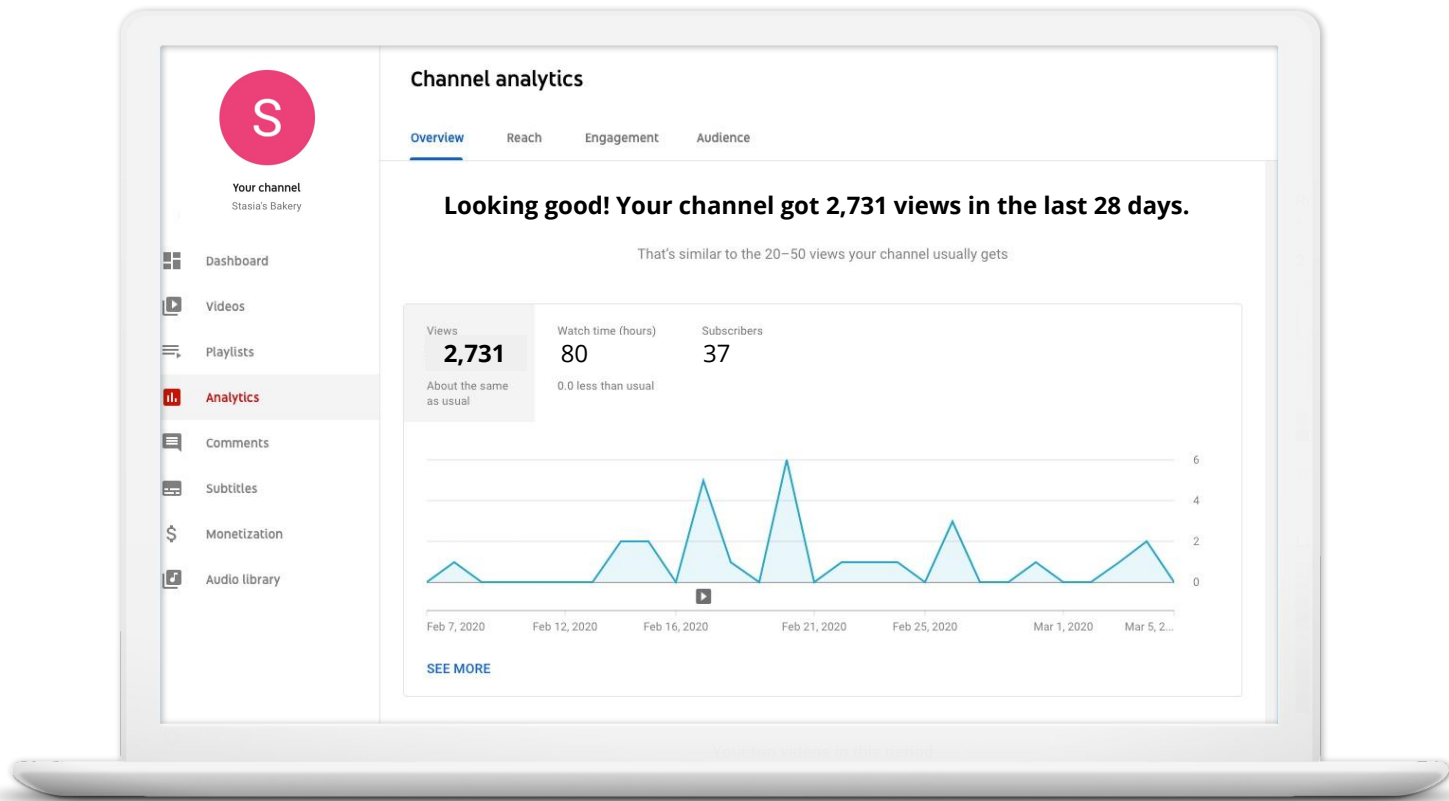 S
Your channel
Stasia's Bakery
Dashboard
Videos
Playlists
Analytics
Comments
Subtitles
$ Monetization
Audio library
Channel analytics
Overview Reach Engagement Audience
Looking good! Your channel got 2,731 views in the last 28 days.
That's similar to the 20–50 views your channel usually gets
Views Watch time (hours) Subscribers
2,731 80 37
About the same 0.0 less than usual
as usual
6
4
2
0
Feb 7, 2020 Feb 12, 2020 Feb 16, 2020 Feb 21, 2020 Feb 25, 2020 Mar 1, 2020 Mar 5, 2...
SEE MORE